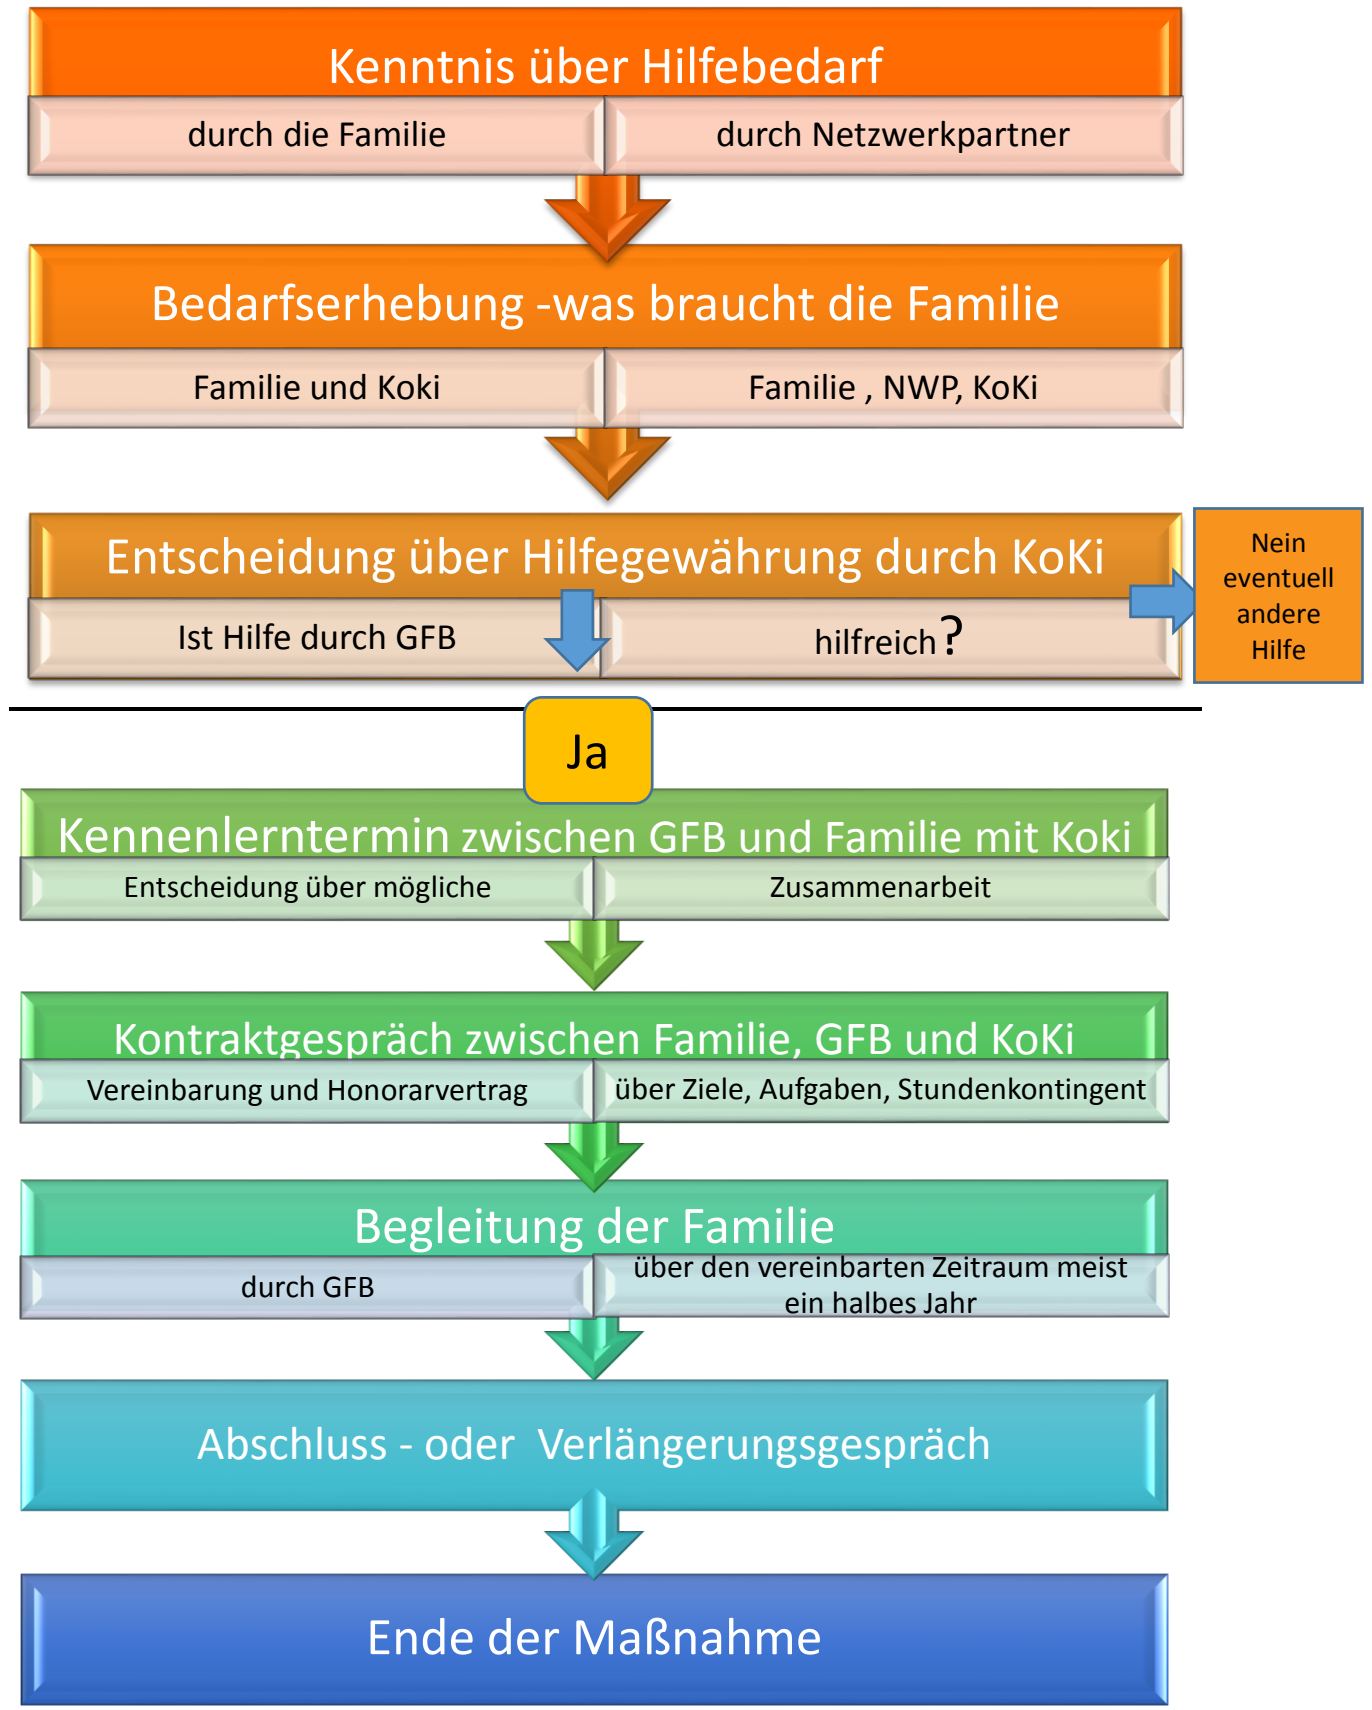 Kenntnis über Hilfebedarf
durch die Familie
durch Netzwerkpartner
Bedarfserhebung -was braucht die Familie
Familie und Koki
Familie , NWP, KoKi
Entscheidung über Hilfegewährung durch KoKi
Ist Hilfe durch GFB
hilfreich?
Nein
eventuell
andere
Hilfe
Ja
Kennenlerntermin zwischen GFB und Familie mit Koki
Entscheidung über mögliche
Zusammenarbeit
Kontraktgespräch zwischen Familie, GFB und KoKi
Vereinbarung und Honorarvertrag
über Ziele, Aufgaben, Stundenkontingent
Begleitung der Familie
durch GFB
über den vereinbarten Zeitraum meist
ein halbes Jahr
Abschluss - oder  Verlängerungsgespräch
Ende der Maßnahme